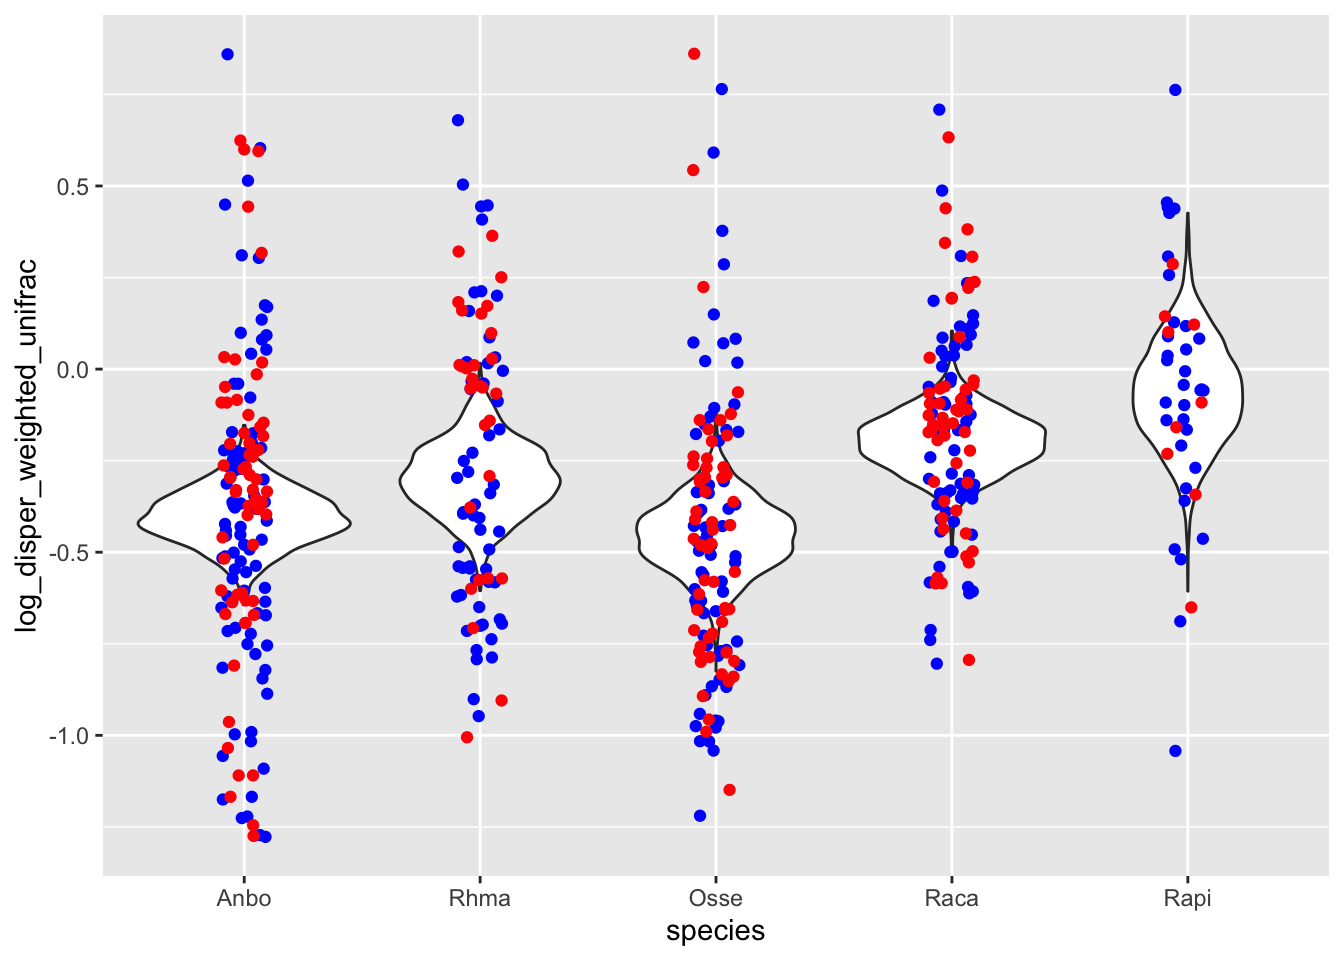 log_disper_weighted_unifrac
0.5
0.0
-0.5
-1.0
Anbo Rhma Osse Raca Rapi
species